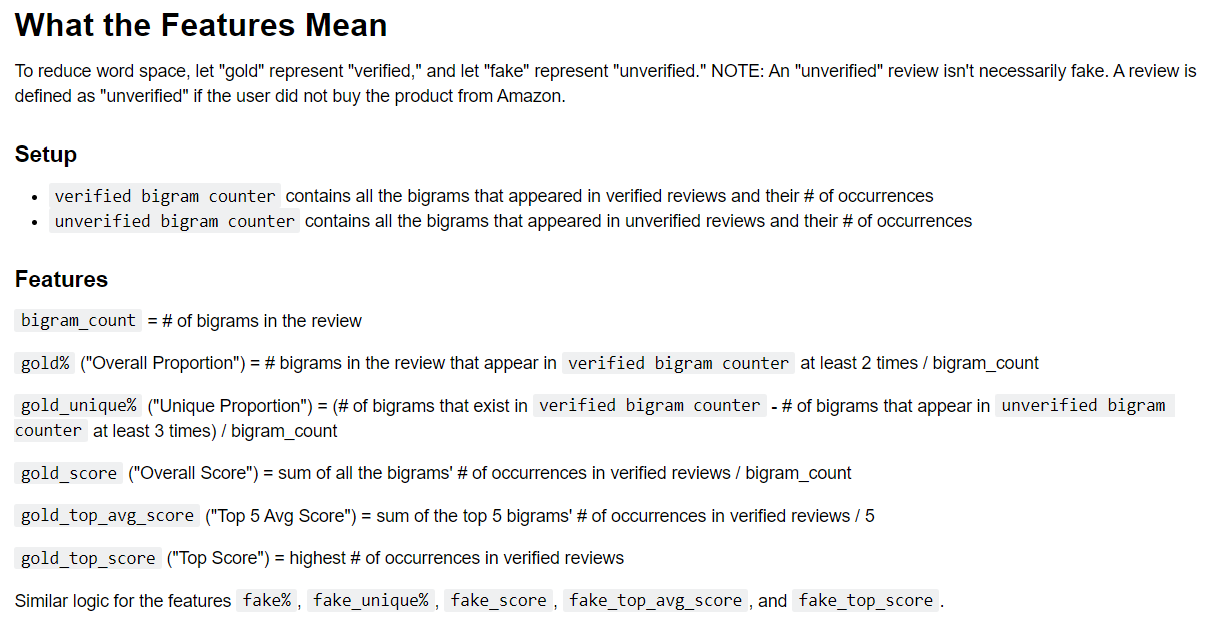 What the Features Mean
To reduce word space, let "gold" represent "verified," and let "fake" represent "unverified." NOTE: An "unverified" review isn't necessarily fake. A review is
defined as "unverified" if the user did not buy the product from Amazon.
Setup
• verified bigram counter contains all the bigrams that appeared in verified reviews and their # of occurrences
• unverified bigram counter contains all the bigrams that appeared in unverified reviews and their # of occurrences
Features
bigram_count = # of bigrams in the review
gold% ("Overall Proportion") = # bigrams in the review that appear in verified bigram counter at least 2 times / bigram_count
gold_unique% ("Unique Proportion") = (# of bigrams that exist in verified bigram counter - # of bigrams that appear in unverified bigram
counter at least 3 times) / bigram_count
gold_score ("Overall Score") = sum of all the bigrams' # of occurrences in verified reviews / bigram_count
gold_top_avg_score ("Top 5 Avg Score") = sum of the top 5 bigrams' # of occurrences in verified reviews / 5
gold_top_score ("Top Score") = highest # of occurrences in verified reviews
Similar logic for the features fake%, fake_unique%, fake_score, fake_top_avg_score, and fake_top_score.